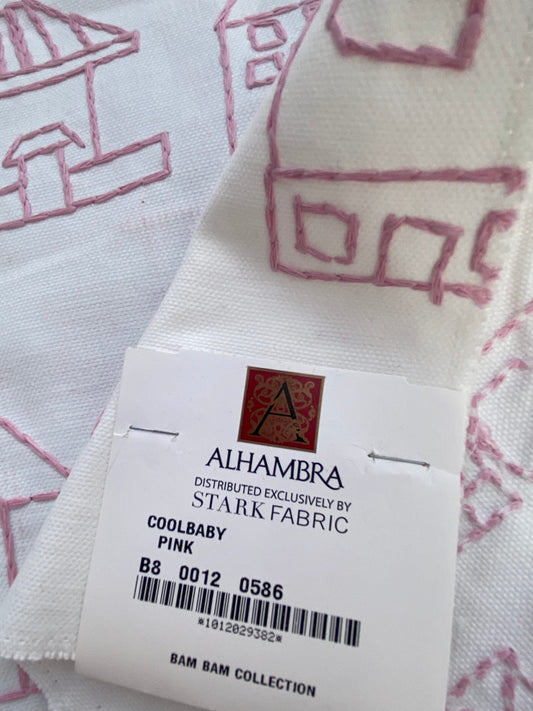 A
ALHAMBRA
DISTRIBUTED EXCLUSIVELY BY
STARK FABRIC
COOLBABY
PINK
B8 0012 0586
*1012029382*
BAM BAM COLLECTION